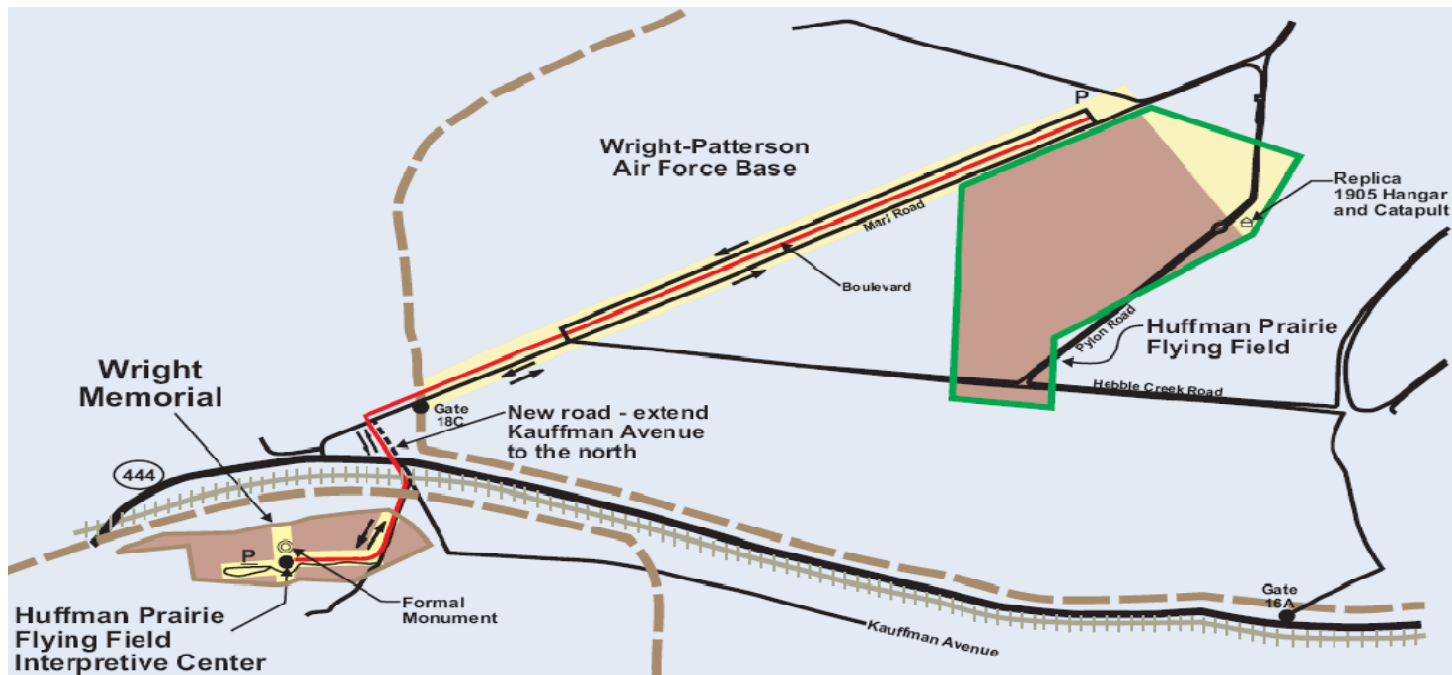 P
Wright-Patterson
Air Force Base
Replica
1905 Hangar
and Catapult
Marl Road
Boulevard
Pylon Road
Huffman Prairie
Flying Field
Hebble Creek Road
Wright
Memorial
Gate
18C
New road - extend
Kauffman Avenue
to the north
444
P
Formal
Monument
Huffman Prairie
Flying Field
Interpretive Center
Gate
16A
Kauffman Avenue